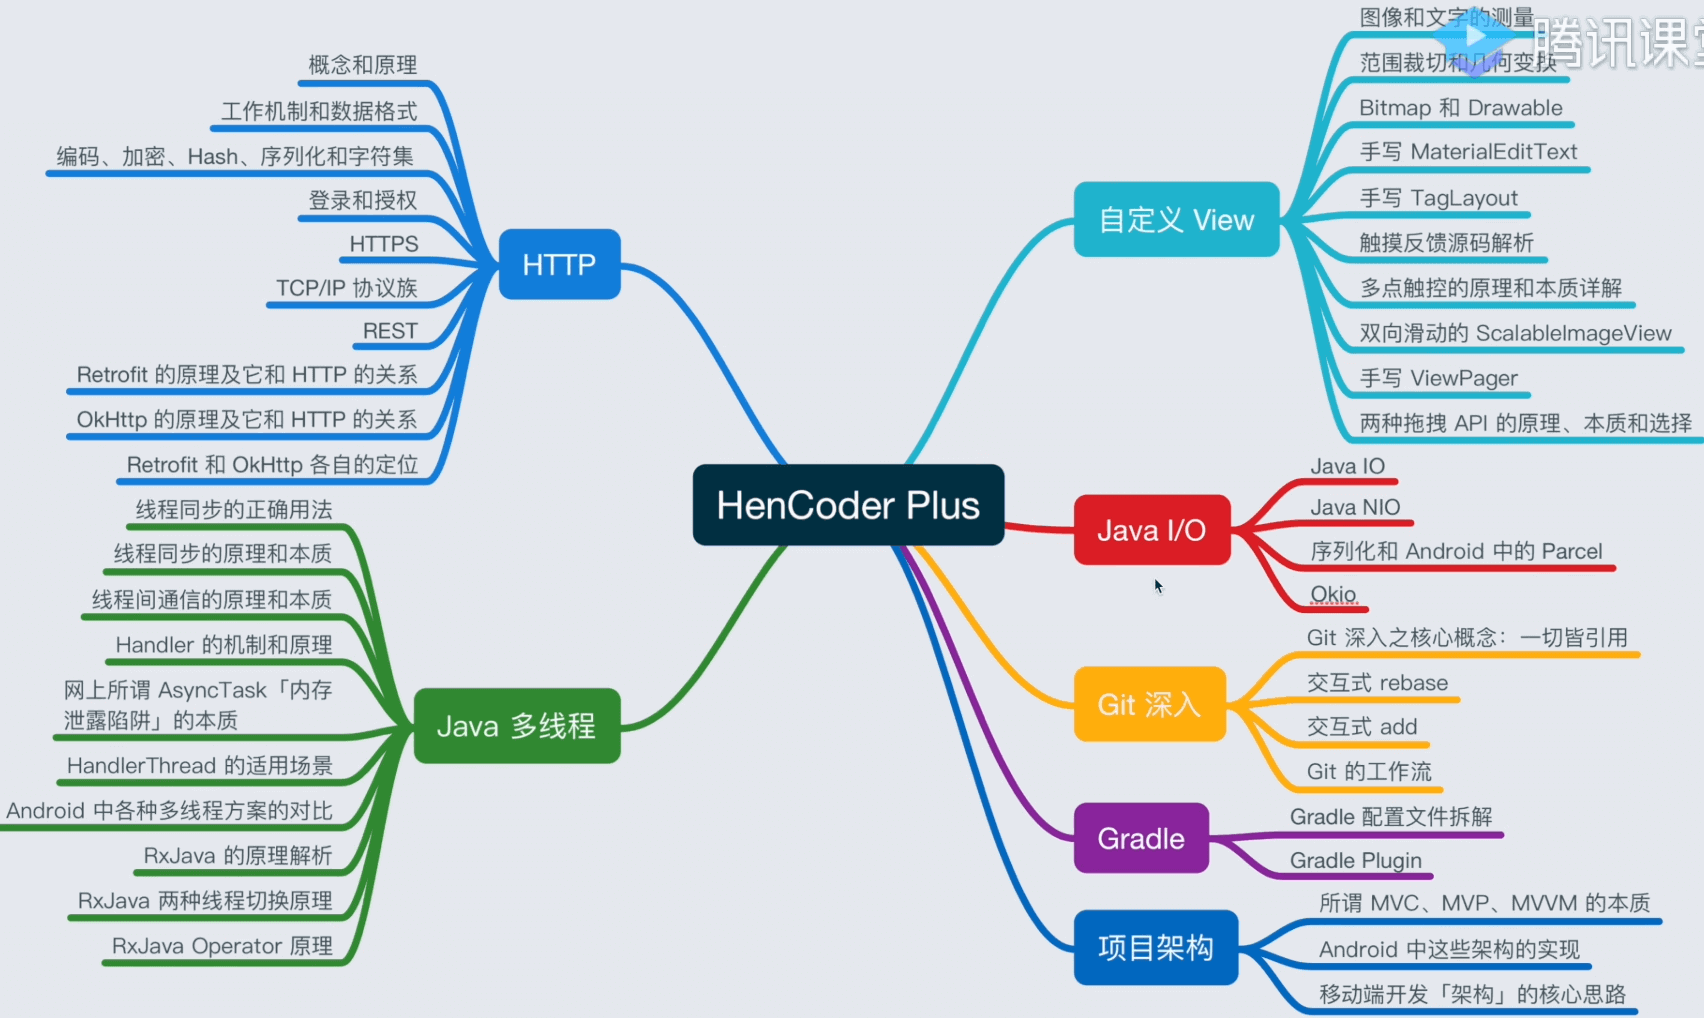 HenCoder Plus
HTTP
概念和原理
工作机制和数据格式
编码、加密、Hash、序列化和字符集
登录和授权
HTTPS
TCP/IP 协议族
REST
Retrofit 的原理及它和 HTTP 的关系
OkHttp 的原理及它和 HTTP 的关系
Retrofit 和 OkHttp 各自的定位
Java 多线程
线程同步的正确用法
线程同步的原理和本质
线程间通信的原理和本质
Handler 的机制和原理
网上所谓 AsyncTask「内存
泄露陷阱」的本质
HandlerThread 的适用场景
Android 中各种多线程方案的对比
RxJava 的原理解析
RxJava 两种线程切换原理
RxJava Operator 原理
腾讯课堂
自定义 View
图像和文字的测量
范围裁切和几何变换
Bitmap 和 Drawable
手写 MaterialEditText
手写 TagLayout
触摸反馈源码解析
多点触控的原理和本质详解
双向滑动的 ScalableImageView
手写 ViewPager
两种拖拽 API 的原理、本质和选择
Java I/O
Java IO
Java NIO
序列化和 Android 中的 Parcel
Okio
Git 深入
Git 深入之核心概念：一切皆引用
交互式 rebase
交互式 add
Git 的工作流
Gradle
Gradle 配置文件拆解
Gradle Plugin
项目架构
所谓 MVC、MVP、MVVM 的本质
Android 中这些架构的实现
移动端开发「架构」的核心思路